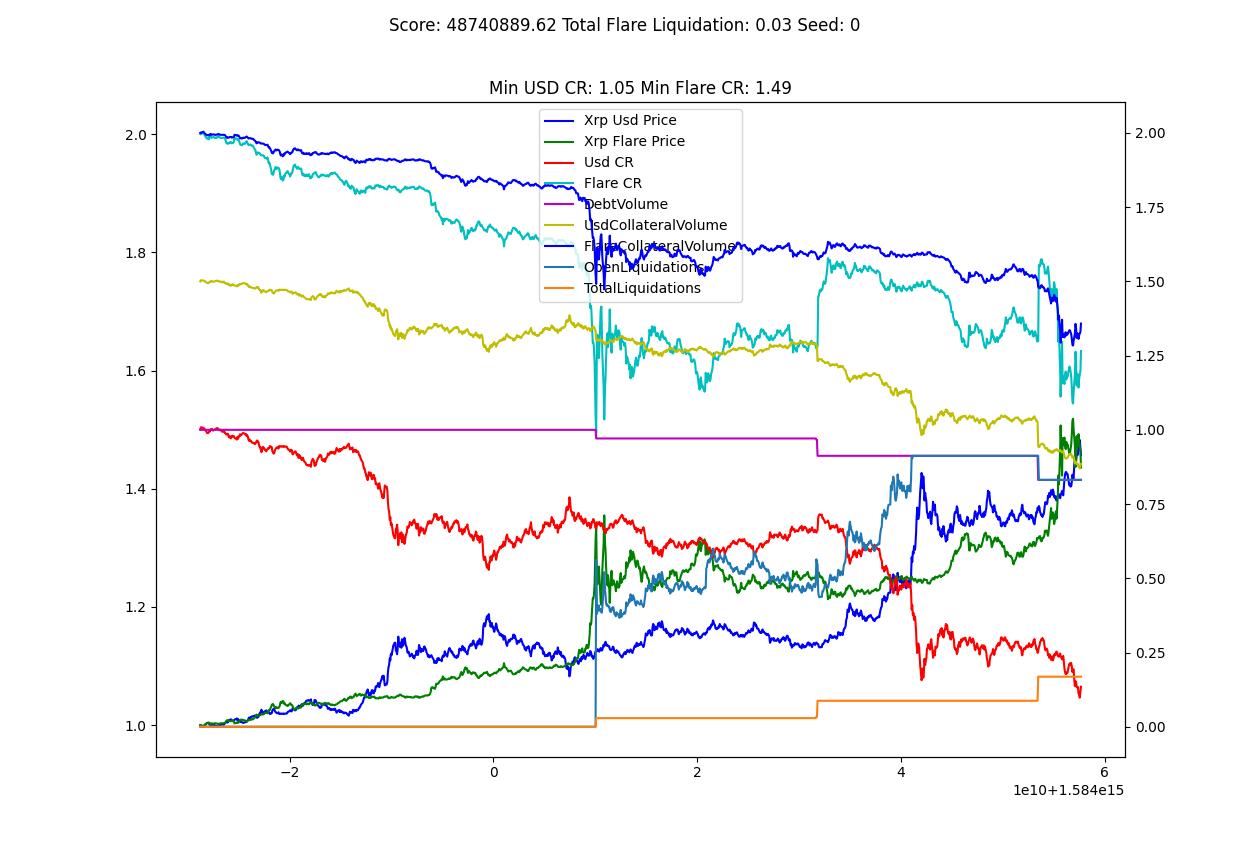 Score: 48740889.62 Total Flare Liquidation: 0.03 Seed: 0
Min USD CR: 1.05 Min Flare CR: 1.49
Xrp Usd Price
Xrp Flare Price
Usd CR
Flare CR
DebtVolume
UsdCollateralVolume
FlareCollateralVolume
OpenLiquidations
TotalLiquidations
2.0
1.8
1.6
1.4
1.2
1.0
2.00
1.75
1.50
1.25
1.00
0.75
0.50
0.25
0.00
−2 0 2 4 6
1e10+1.584e15